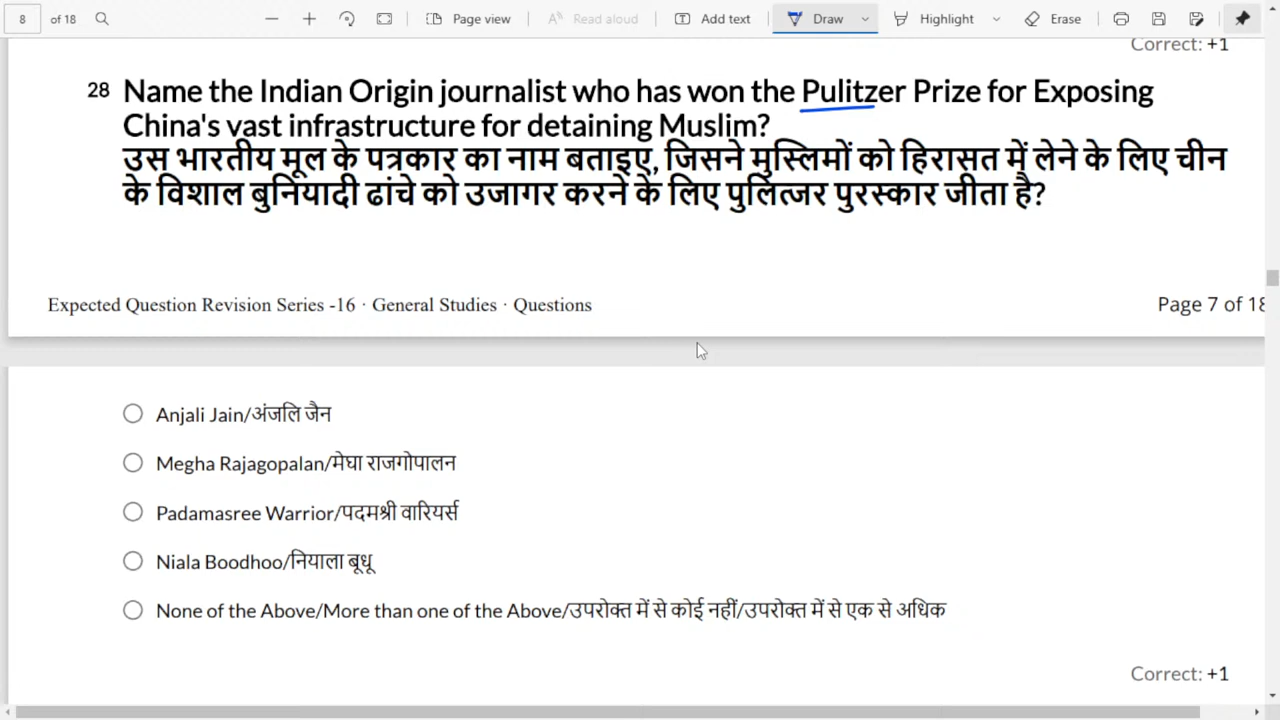 8 of 18 Page view Read aloud Add text Draw Highlight Erase
Correct: +1
28 Name the Indian Origin journalist who has won the Pulitzer Prize for Exposing
China's vast infrastructure for detaining Muslim?
उस भारतीय मूल के पत्रकार का नाम बताइए, जिसने मुस्लिमों को हिरासत में लेने के लिए चीन
के विशाल बुनियादी ढांचे को उजागर करने के लिए पुलित्जर पुरस्कार जीता है?
Expected Question Revision Series -16 · General Studies · Questions Page 7 of 18
Anjali Jain/अंजलि जैन
Megha Rajagopalan/मेघा राजगोपालन
Padamasree Warrior/पदमश्री वारियर्स
Niala Boodhoo/नियाला बूधू
None of the Above/More than one of the Above/उपरोक्त में से कोई नहीं/उपरोक्त में से एक से अधिक
Correct: +1